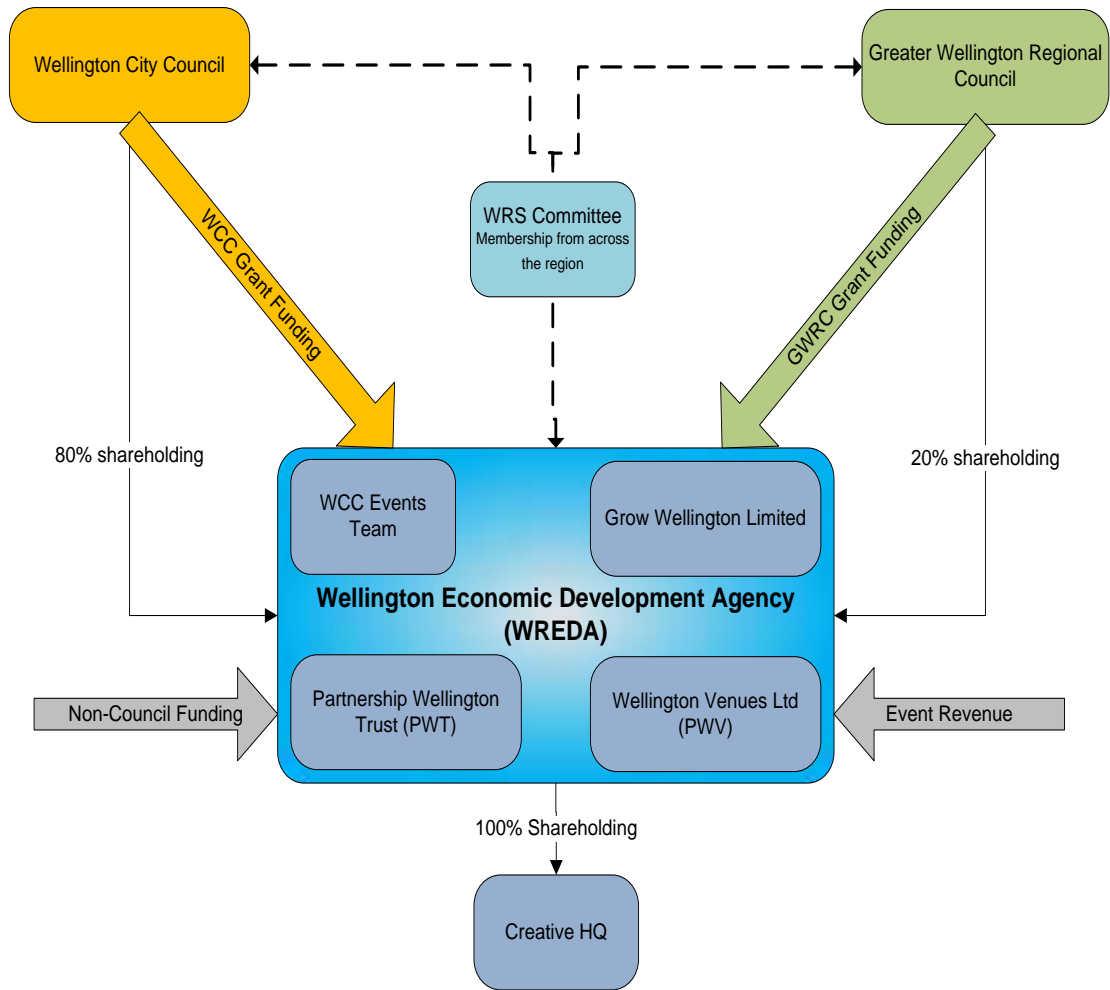 Wellington City Council
Greater Wellington Regional
Council
WRS Committee
Membership from across
the region
WCC Grant Funding
GWRC Grant Funding
80% shareholding
20% shareholding
WCC Events
Team
Grow Wellington Limited
Wellington Economic Development Agency
(WREDA)
Non-Council Funding
Partnership Wellington
Trust (PWT)
Wellington Venues Ltd
(PWV)
Event Revenue
100% Shareholding
Creative HQ